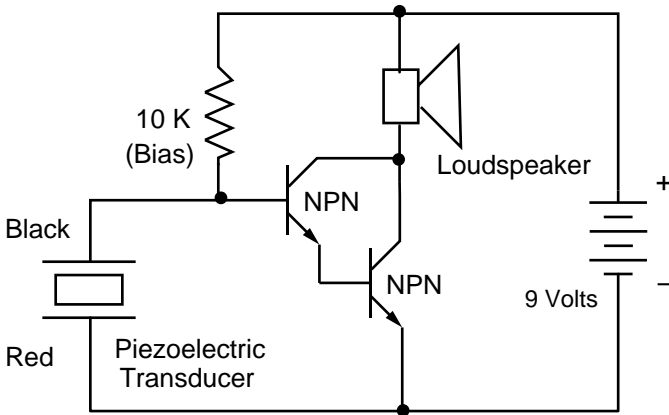 10 K
(Bias)
Loudspeaker
+
NPN
Black
NPN
9 Volts
–
Red
Piezoelectric
Transducer